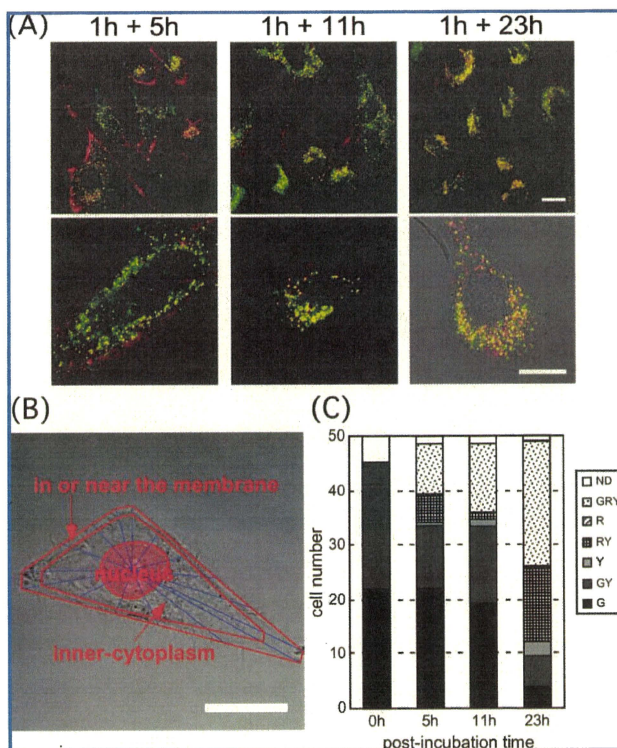 (A)
1h + 5h 1h + 11h 1h + 23h
(B)
in or near the membrane
nucleus
inner-cytoplasm
(C)
50
40
30
20
10
0
cell number
0h 5h 11h 23h
post-incubation time
ND
GRY
R
RY
Y
GY
G